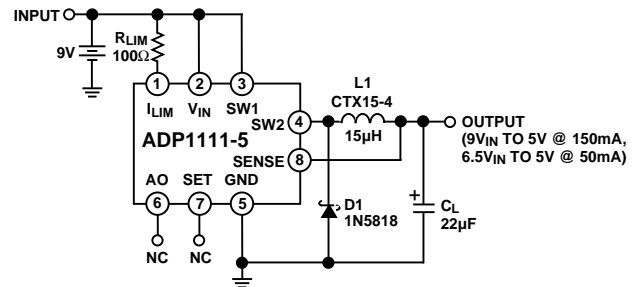 INPUT
9V
RLIM
100Ω
1
2
3
ILIM
VIN
SW1
SW2
4
ADP1111-5
SENSE
8
AO
SET
GND
6
7
5
NC
NC
L1
CTX15-4
15µH
OUTPUT
(9VIN TO 5V @ 150mA,
6.5VIN TO 5V @ 50mA)
D1
1N5818
+
CL
22µF